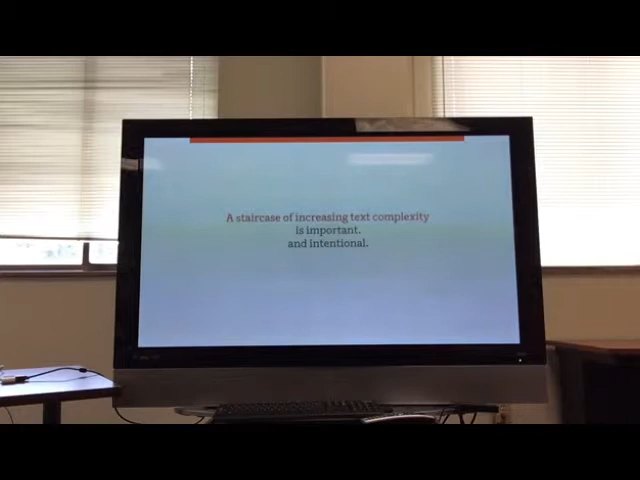 A staircase of increasing text complexity
is important.
and intentional.